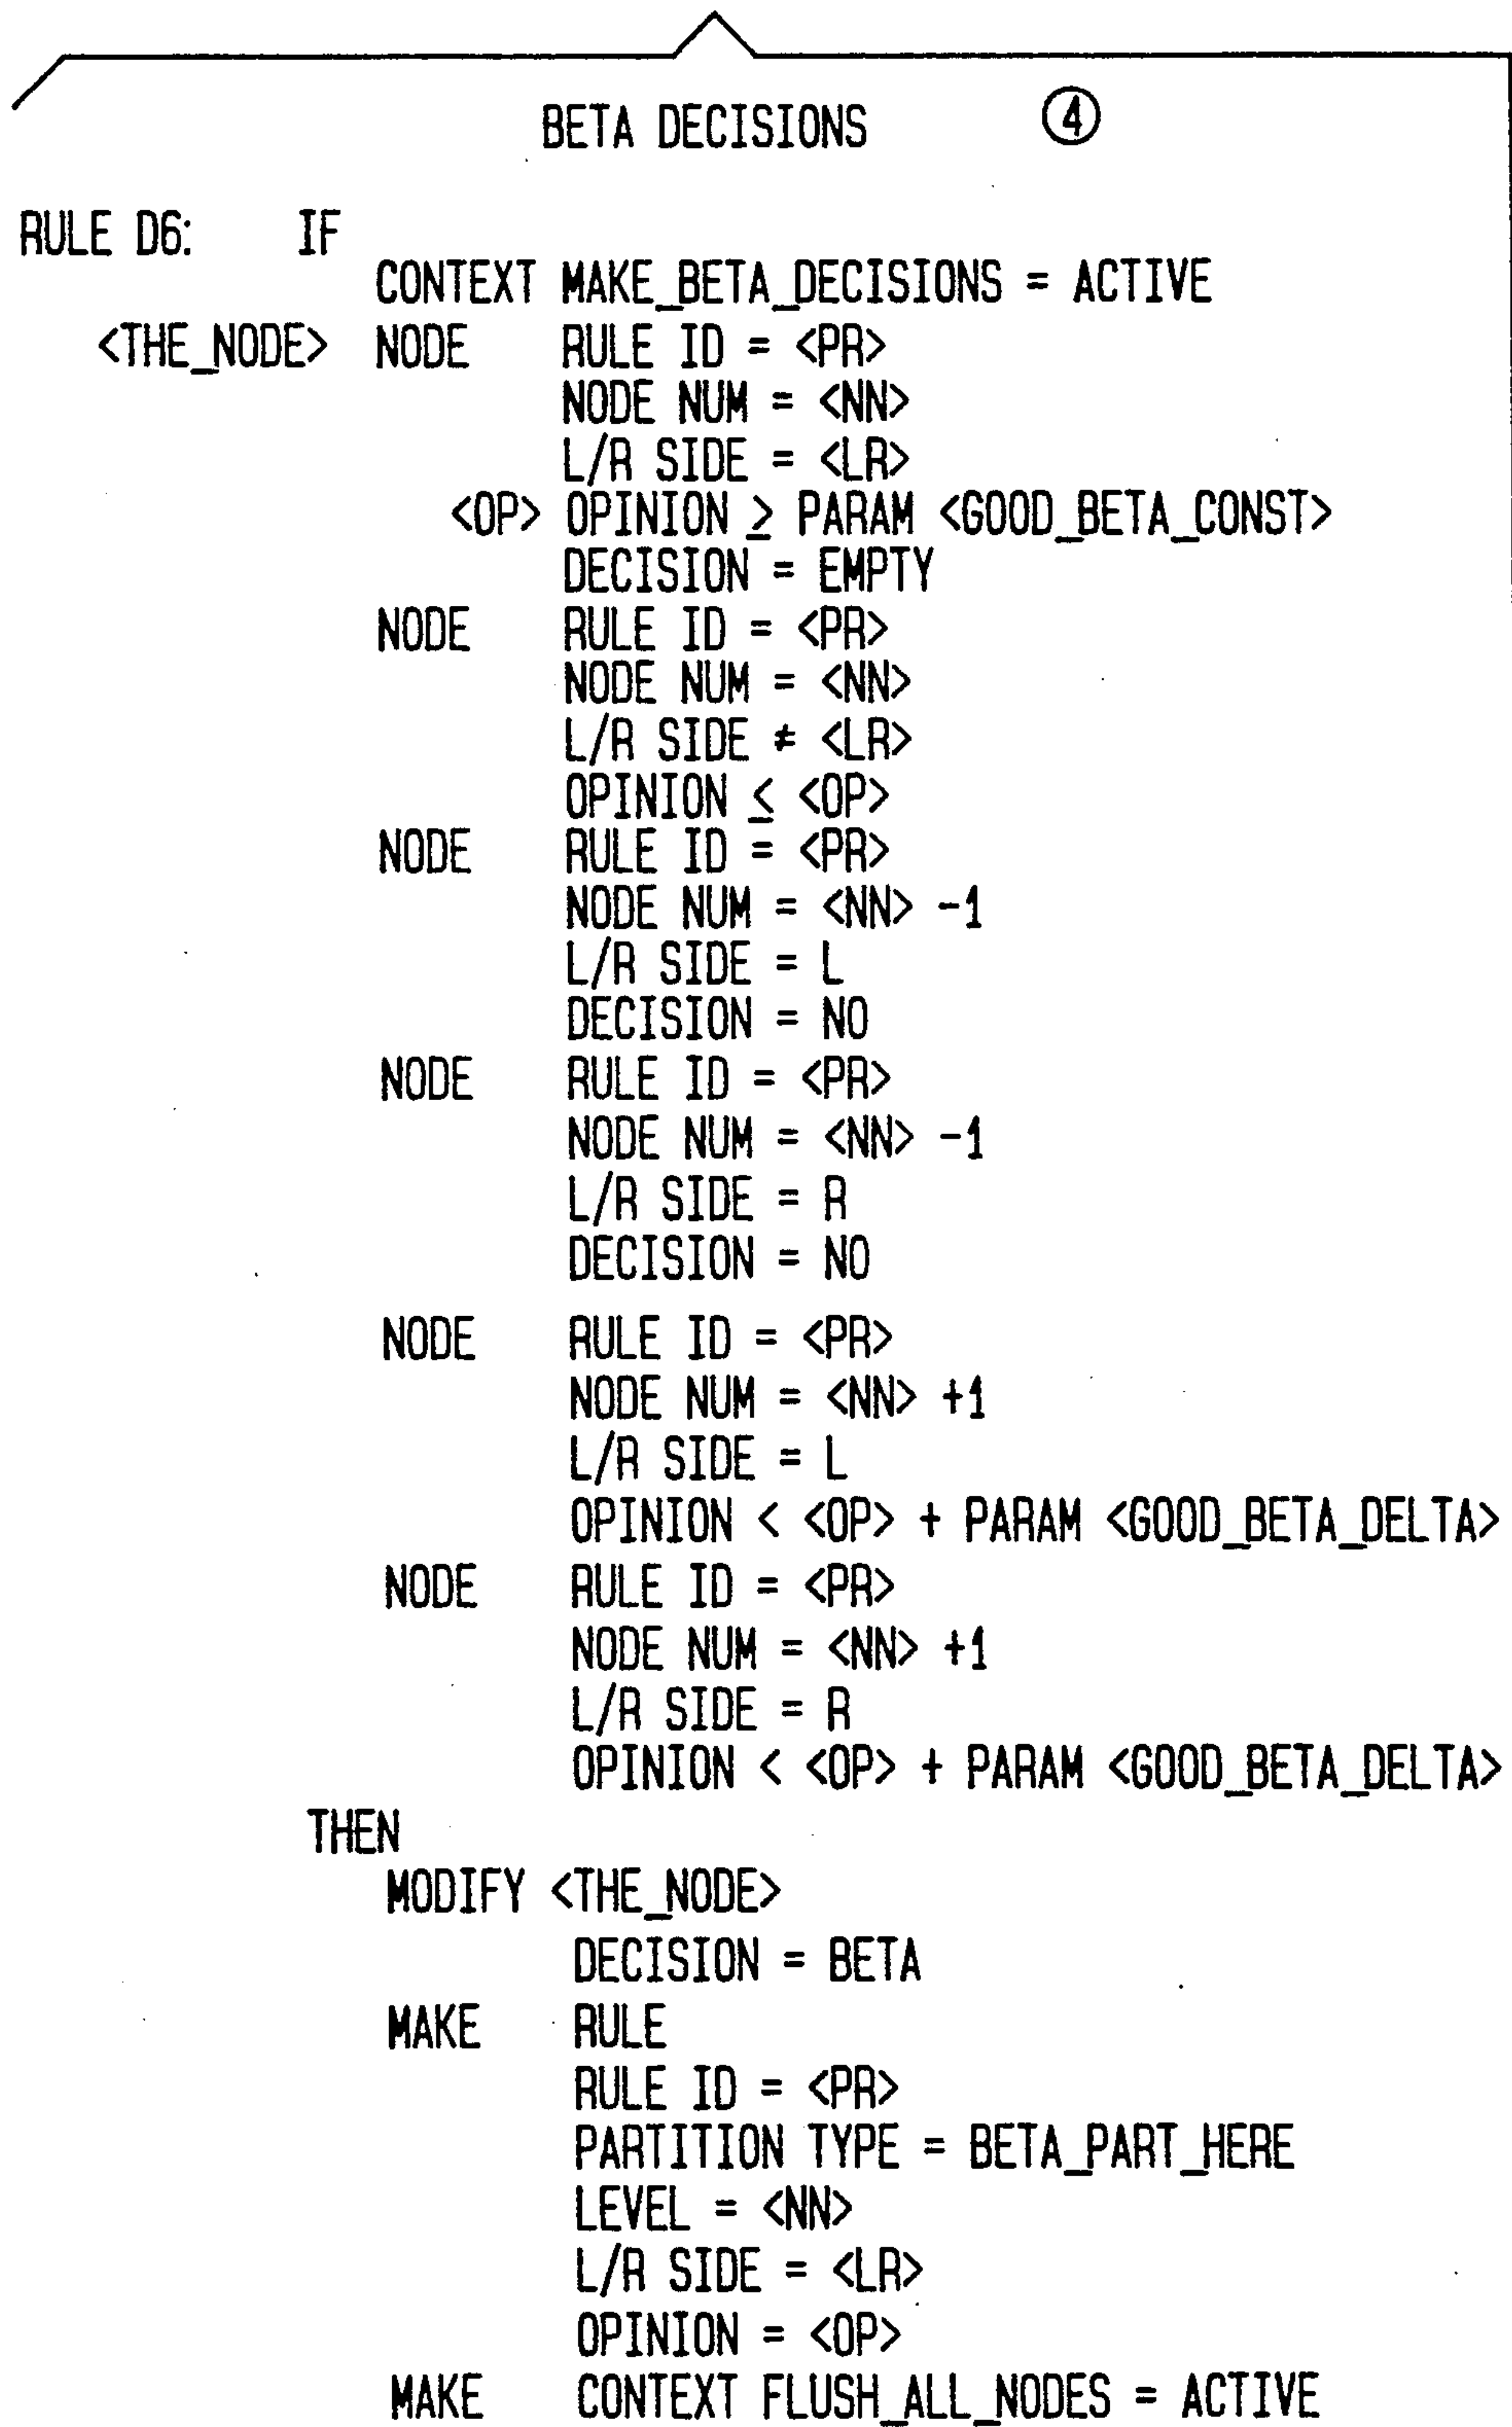 BETA DECISIONS 4
RULE D6: IF
CONTEXT MAKE_BETA_DECISIONS = ACTIVE
<THE_NODE> NODE RULE ID = <PR>
NODE NUM = <NN>
L/R SIDE = <LR>
<OP> OPINION ≥ PARAM <GOOD_BETA_CONST>
DECISION = EMPTY
NODE RULE ID = <PR>
NODE NUM = <NN>
L/R SIDE ≠ <LR>
OPINION ≤ <OP>
NODE RULE ID = <PR>
NODE NUM = <NN> -1
L/R SIDE = L
DECISION = NO
NODE RULE ID = <PR>
NODE NUM = <NN> -1
L/R SIDE = R
DECISION = NO
NODE RULE ID = <PR>
NODE NUM = <NN> +1
L/R SIDE = L
OPINION < <OP> + PARAM <GOOD_BETA_DELTA>
NODE RULE ID = <PR>
NODE NUM = <NN> +1
L/R SIDE = R
OPINION < <OP> + PARAM <GOOD_BETA_DELTA>
THEN
MODIFY <THE_NODE>
DECISION = BETA
MAKE RULE
RULE ID = <PR>
PARTITION TYPE = BETA_PART_HERE
LEVEL = <NN>
L/R SIDE = <LR>
OPINION = <OP>
MAKE CONTEXT FLUSH_ALL_NODES = ACTIVE